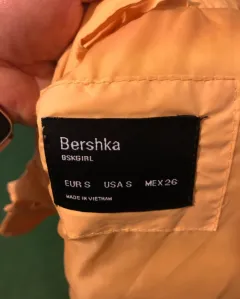 Bershka
BSKGIRL
EUR S USA S MEX 26
MADE IN VIETNAM